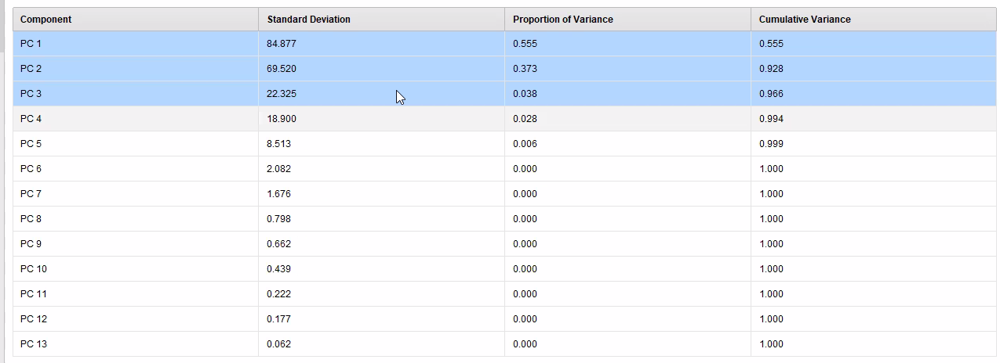 Component Standard Deviation Proportion of Variance Cumulative Variance
PC 1 84.877 0.555 0.555
PC 2 69.520 0.373 0.928
PC 3 22.325 0.038 0.966
PC 4 18.900 0.028 0.994
PC 5 8.513 0.006 0.999
PC 6 2.082 0.000 1.000
PC 7 1.676 0.000 1.000
PC 8 0.798 0.000 1.000
PC 9 0.662 0.000 1.000
PC 10 0.439 0.000 1.000
PC 11 0.222 0.000 1.000
PC 12 0.177 0.000 1.000
PC 13 0.062 0.000 1.000